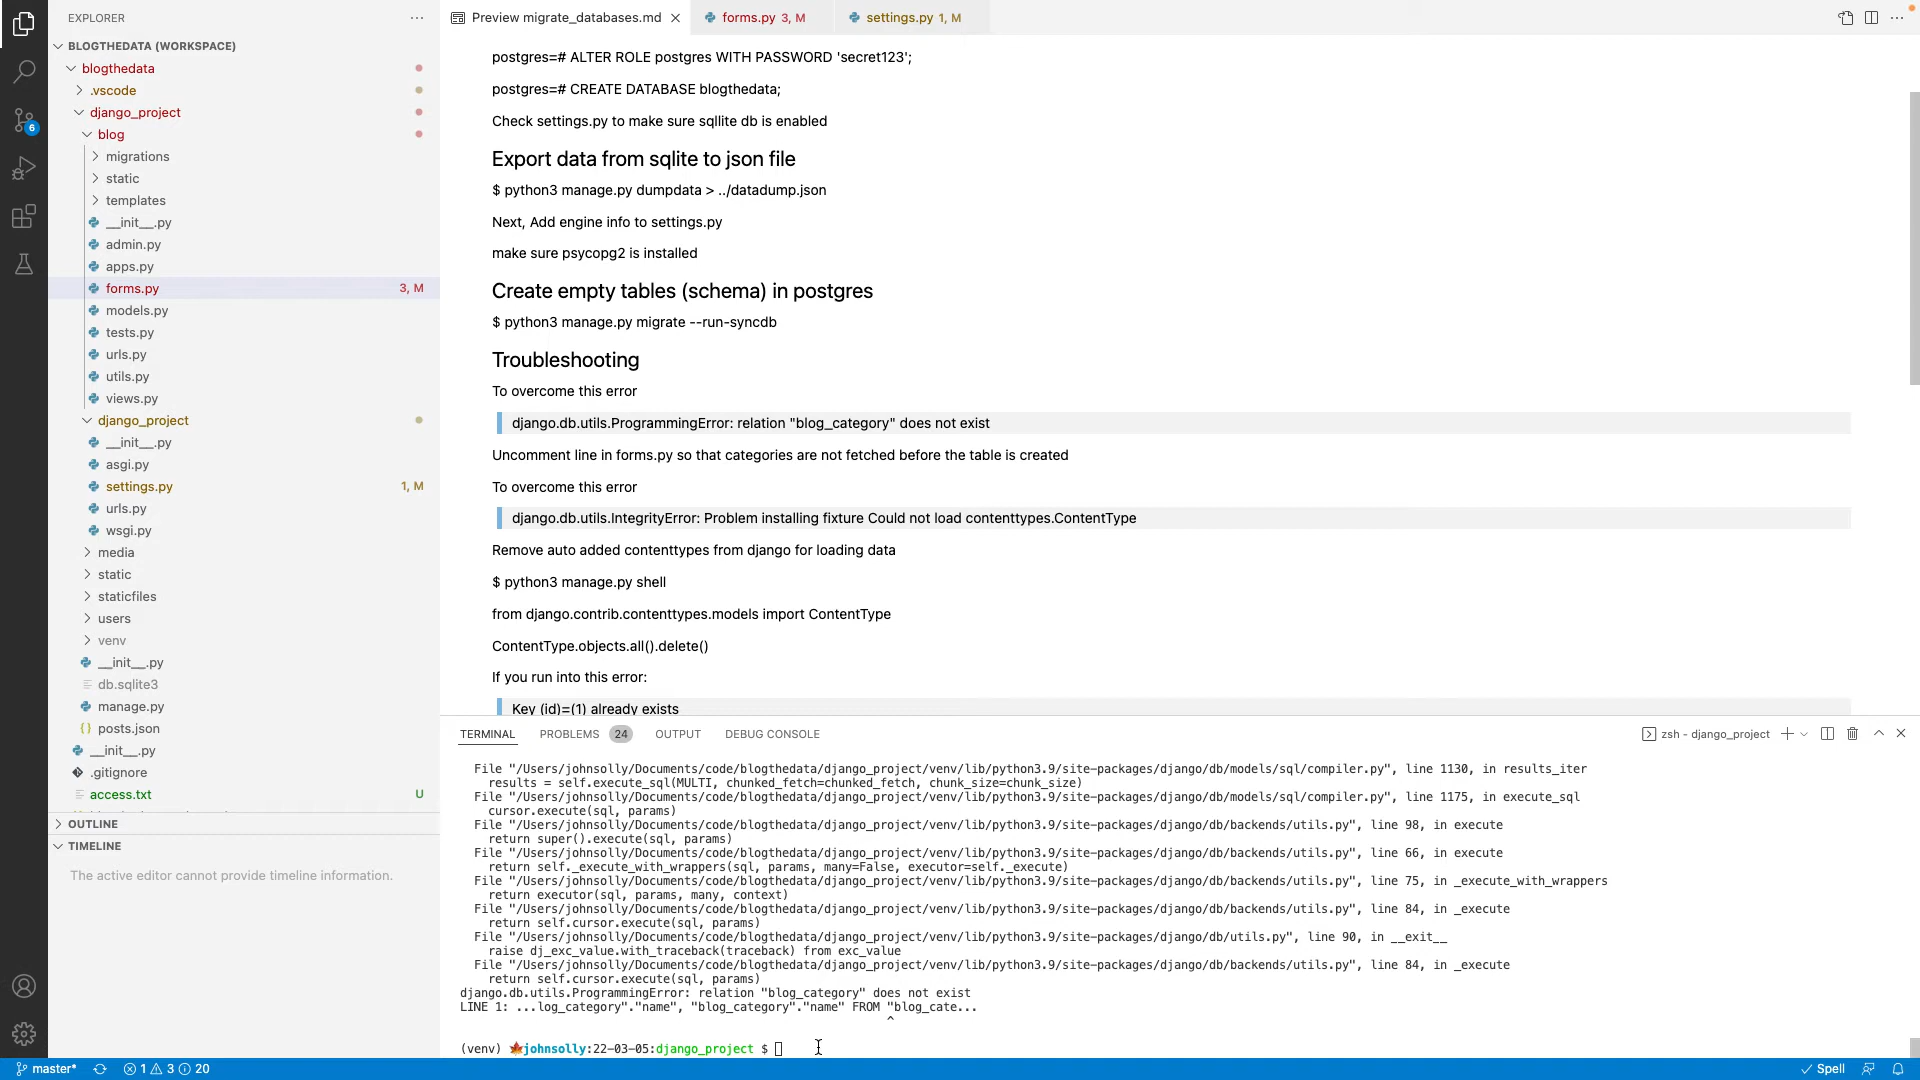 EXPLORER
BLOGTHEDATA (WORKSPACE)
blogthedata
.vscode
django_project
blog
migrations
static
templates
__init__.py
admin.py
apps.py
forms.py 3, M
models.py
tests.py
urls.py
utils.py
views.py
django_project
__init__.py
asgi.py
settings.py 1, M
urls.py
wsgi.py
media
static
staticfiles
users
venv
__init__.py
db.sqlite3
manage.py
posts.json
__init__.py
.gitignore
access.txt U
OUTLINE
TIMELINE
The active editor cannot provide timeline information.
6
Preview migrate_databases.md
forms.py 3, M
settings.py 1, M
postgres=# ALTER ROLE postgres WITH PASSWORD 'secret123';
postgres=# CREATE DATABASE blogthedata;
Check settings.py to make sure sqllite db is enabled
Export data from sqlite to json file
$ python3 manage.py dumpdata > ../datadump.json
Next, Add engine info to settings.py
make sure psycopg2 is installed
Create empty tables (schema) in postgres
$ python3 manage.py migrate --run-syncdb
Troubleshooting
To overcome this error
django.db.utils.ProgrammingError: relation "blog_category" does not exist
Uncomment line in forms.py so that categories are not fetched before the table is created
To overcome this error
django.db.utils.IntegrityError: Problem installing fixture Could not load contenttypes.ContentType
Remove auto added contenttypes from django for loading data
$ python3 manage.py shell
from django.contrib.contenttypes.models import ContentType
ContentType.objects.all().delete()
If you run into this error:
Key (id)=(1) already exists
TERMINAL PROBLEMS 24 OUTPUT DEBUG CONSOLE
zsh - django_project
File "/Users/johnsolly/Documents/code/blogthedata/django_project/venv/lib/python3.9/site-packages/django/db/models/sql/compiler.py", line 1130, in results_iter
results = self.execute_sql(MULTI, chunked_fetch=chunked_fetch, chunk_size=chunk_size)
File "/Users/johnsolly/Documents/code/blogthedata/django_project/venv/lib/python3.9/site-packages/django/db/models/sql/compiler.py", line 1175, in execute_sql
cursor.execute(sql, params)
File "/Users/johnsolly/Documents/code/blogthedata/django_project/venv/lib/python3.9/site-packages/django/db/backends/utils.py", line 98, in execute
return super().execute(sql, params)
File "/Users/johnsolly/Documents/code/blogthedata/django_project/venv/lib/python3.9/site-packages/django/db/backends/utils.py", line 66, in execute
return self._execute_with_wrappers(sql, params, many=False, executor=self._execute)
File "/Users/johnsolly/Documents/code/blogthedata/django_project/venv/lib/python3.9/site-packages/django/db/backends/utils.py", line 75, in _execute_with_wrappers
return executor(sql, params, many, context)
File "/Users/johnsolly/Documents/code/blogthedata/django_project/venv/lib/python3.9/site-packages/django/db/backends/utils.py", line 84, in _execute
return self.cursor.execute(sql, params)
File "/Users/johnsolly/Documents/code/blogthedata/django_project/venv/lib/python3.9/site-packages/django/db/utils.py", line 90, in __exit__
raise dj_exc_value.with_traceback(traceback) from exc_value
File "/Users/johnsolly/Documents/code/blogthedata/django_project/venv/lib/python3.9/site-packages/django/db/backends/utils.py", line 84, in _execute
return self.cursor.execute(sql, params)
django.db.utils.ProgrammingError: relation "blog_category" does not exist
LINE 1: ...log_category"."name", "blog_category"."name" FROM "blog_cate...
^
(venv) johnsolly:22-03-05:django_project $
master* 1 3 20
Spell